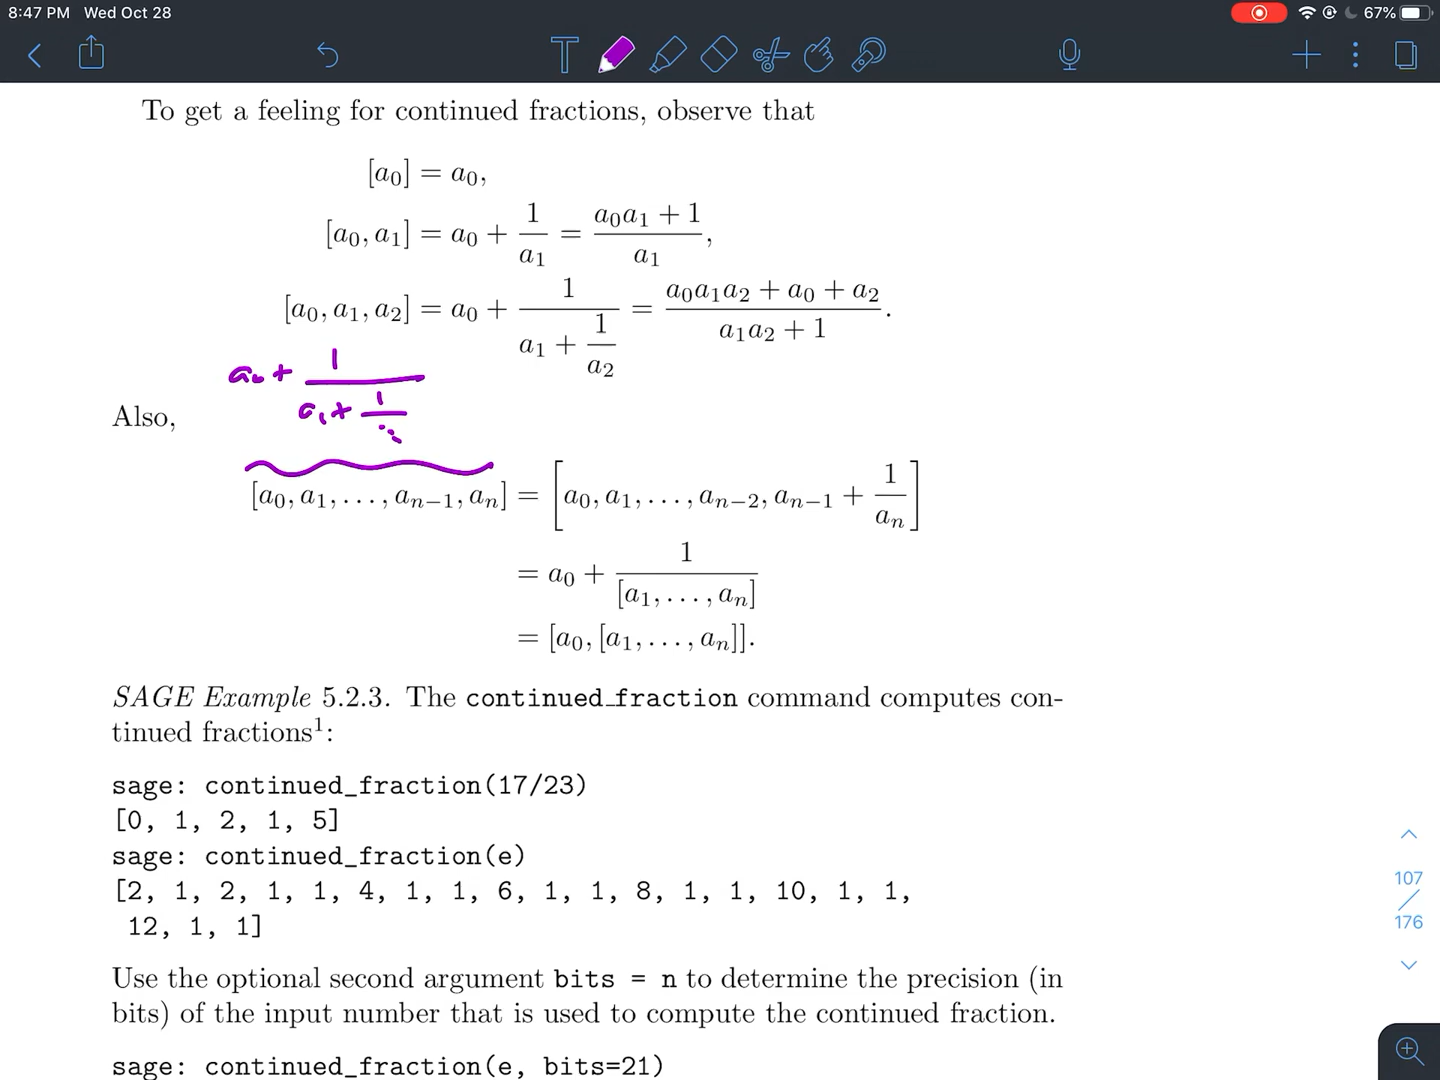 8:47 PM Wed Oct 28 67%
To get a feeling for continued fractions, observe that
[a₀] = a₀,
[a₀, a₁] = a₀ + 1/a₁ = (a₀a₁ + 1)/a₁,
[a₀, a₁, a₂] = a₀ + 1/(a₁ + 1/a₂) = (a₀a₁a₂ + a₀ + a₂)/(a₁a₂ + 1).
a₀ + 1/(a₁ + 1/⋱)
Also,
[a₀, a₁, . . . , aₙ₋₁, aₙ] = [a₀, a₁, . . . , aₙ₋₂, aₙ₋₁ + 1/aₙ]
= a₀ + 1/[a₁, . . . , aₙ]
= [a₀, [a₁, . . . , aₙ]].
SAGE Example 5.2.3. The continued_fraction command computes con-
tinued fractions¹:
sage: continued_fraction(17/23)
[0, 1, 2, 1, 5]
sage: continued_fraction(e)
[2, 1, 2, 1, 1, 4, 1, 1, 6, 1, 1, 8, 1, 1, 10, 1, 1,
12, 1, 1]
Use the optional second argument bits = n to determine the precision (in
bits) of the input number that is used to compute the continued fraction.
sage: continued_fraction(e, bits=21)
107
176